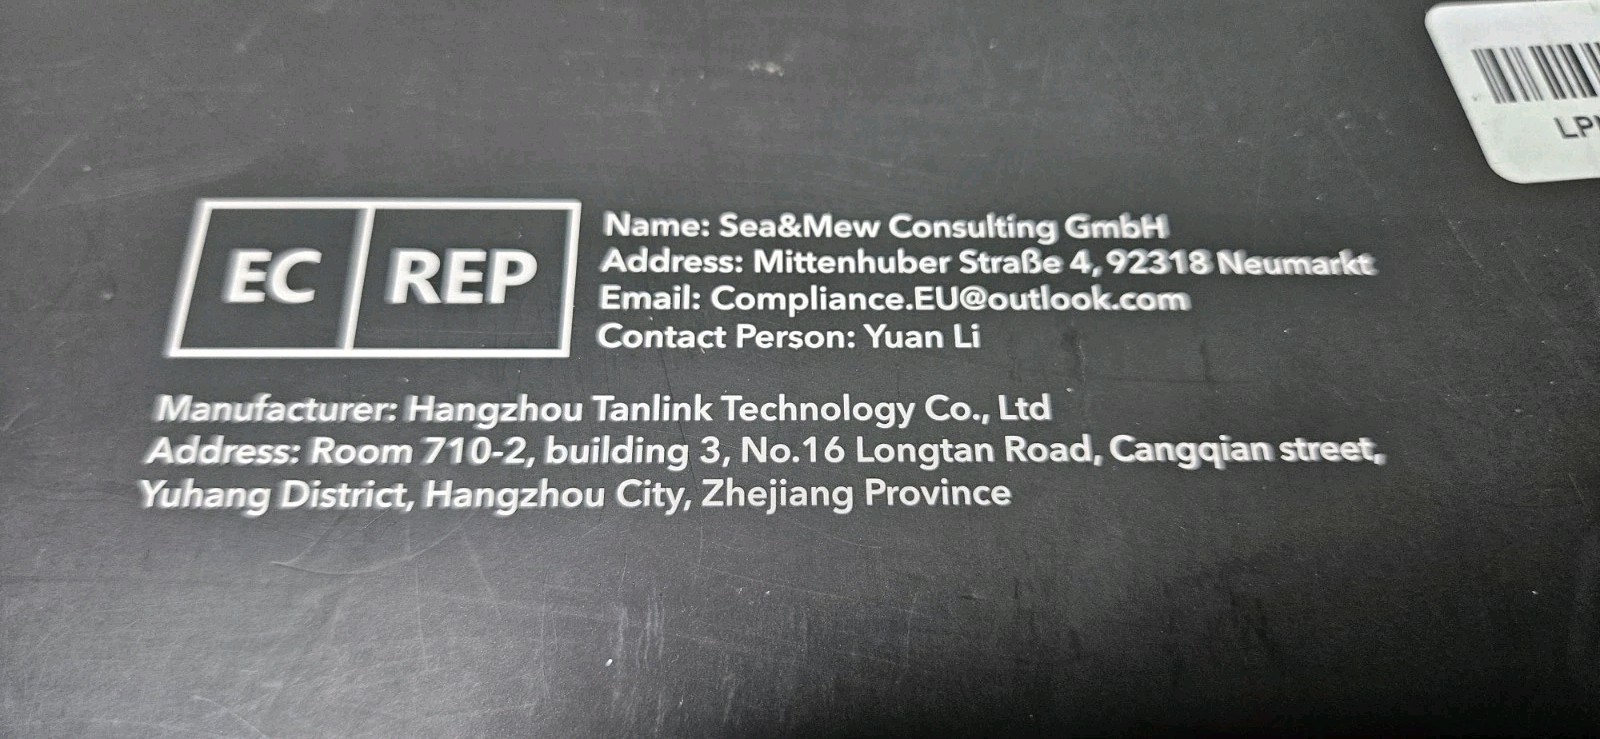 EC REP
Name: Sea&Mew Consulting GmbH
Address: Mittenhuber Straße 4, 92318 Neumarkt
Email: Compliance.EU@outlook.com
Contact Person: Yuan Li
Manufacturer: Hangzhou Tanlink Technology Co., Ltd
Address: Room 710-2, building 3, No.16 Longtan Road, Cangqian street,
Yuhang District, Hangzhou City, Zhejiang Province